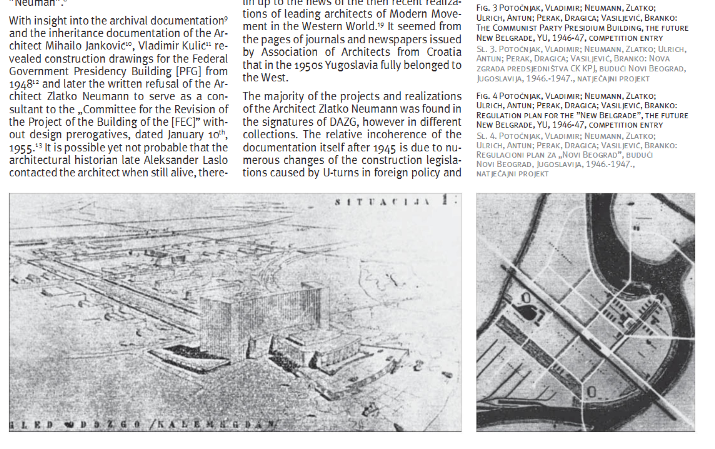 "Neuman".⁸
With insight into the archival documentation⁹
and the inheritance documentation of the Ar-
chitect Mihailo Janković¹⁰, Vladimir Kulić¹¹ re-
vealed construction drawings for the Federal
Government Presidency Building [PFG] from
1948¹² and later the written refusal of the Ar-
chitect Zlatko Neumann to serve as a con-
sultant to the „Committee for the Revision of
the Project of the Building of the [FEC]" with-
out design prerogatives, dated January 10ᵗʰ,
1955.¹³ It is possible yet not probable that the
architectural historian late Aleksander Laslo
contacted the architect when still alive, there-
up to the news of the then recent realiza-
tions of leading architects of Modern Move-
ment in the Western World.¹⁹ It seemed from
the pages of journals and newspapers issued
by Association of Architects from Croatia
that in the 1950s Yugoslavia fully belonged to
the West.
The majority of the projects and realizations
of the Architect Zlatko Neumann was found in
the signatures of DAZG, however in different
collections. The relative incoherence of the
documentation itself after 1945 is due to nu-
merous changes of the construction legisla-
tions caused by U-turns in foreign policy and
Fig. 3 Potočnjak, Vladimir; Neumann, Zlatko;
Ulrich, Antun; Perak, Dragica; Vasiljević, Branko:
The Communist Party Presidium Building, the future
New Belgrade, YU, 1946-47, competition entry
Sl. 3. Potočnjak, Vladimir; Neumann, Zlatko; Ulrich,
Antun; Perak, Dragica; Vasiljević, Branko: Nova
zgrada predsjedništva CK KPJ, budući Novi Beograd,
Jugoslavija, 1946.-1947., natječajni projekt
Fig. 4 Potočnjak, Vladimir; Neumann, Zlatko;
Ulrich, Antun; Perak, Dragica; Vasiljević, Branko:
Regulation plan for the "New Belgrade", the future
New Belgrade, YU, 1946-47, competition entry
Sl. 4. Potočnjak, Vladimir; Neumann, Zlatko;
Ulrich, Antun; Perak, Dragica; Vasiljević, Branko:
Regulacioni plan za „Novi Beograd", budući
Novi Beograd, Jugoslavija, 1946.-1947.,
natječajni projekt
SITUACIJA 1.
GLED ODOZGO /KALEMEGDAN/